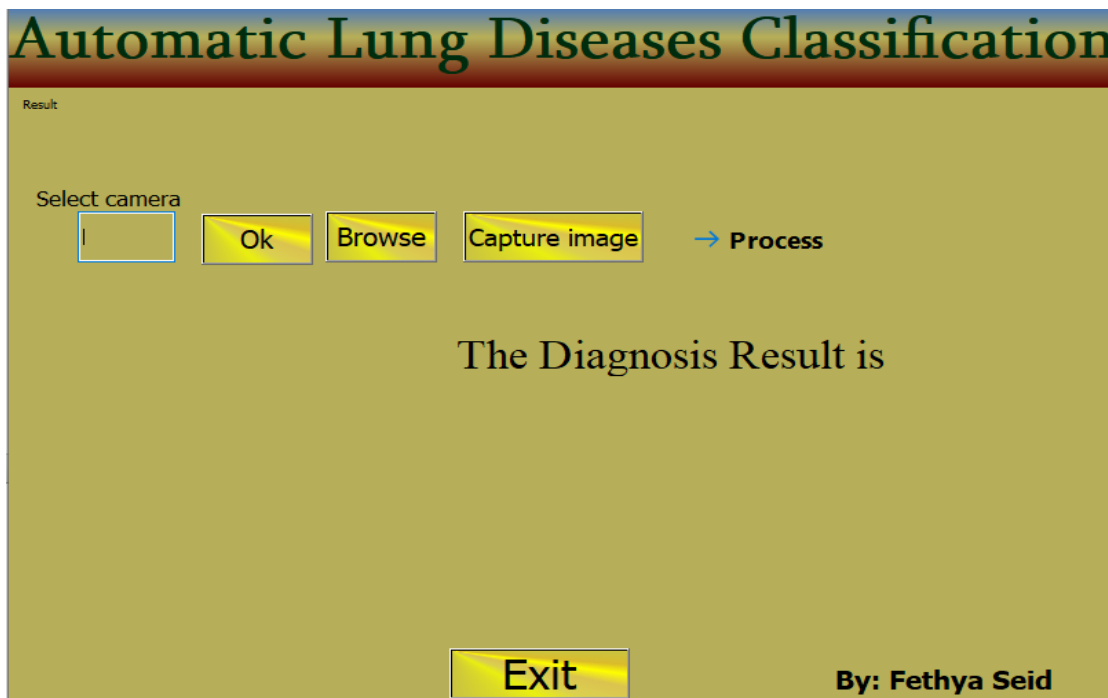 Automatic Lung Diseases Classification
Result
Select camera
Ok Browse Capture image → Process
The Diagnosis Result is
Exit
By: Fethya Seid